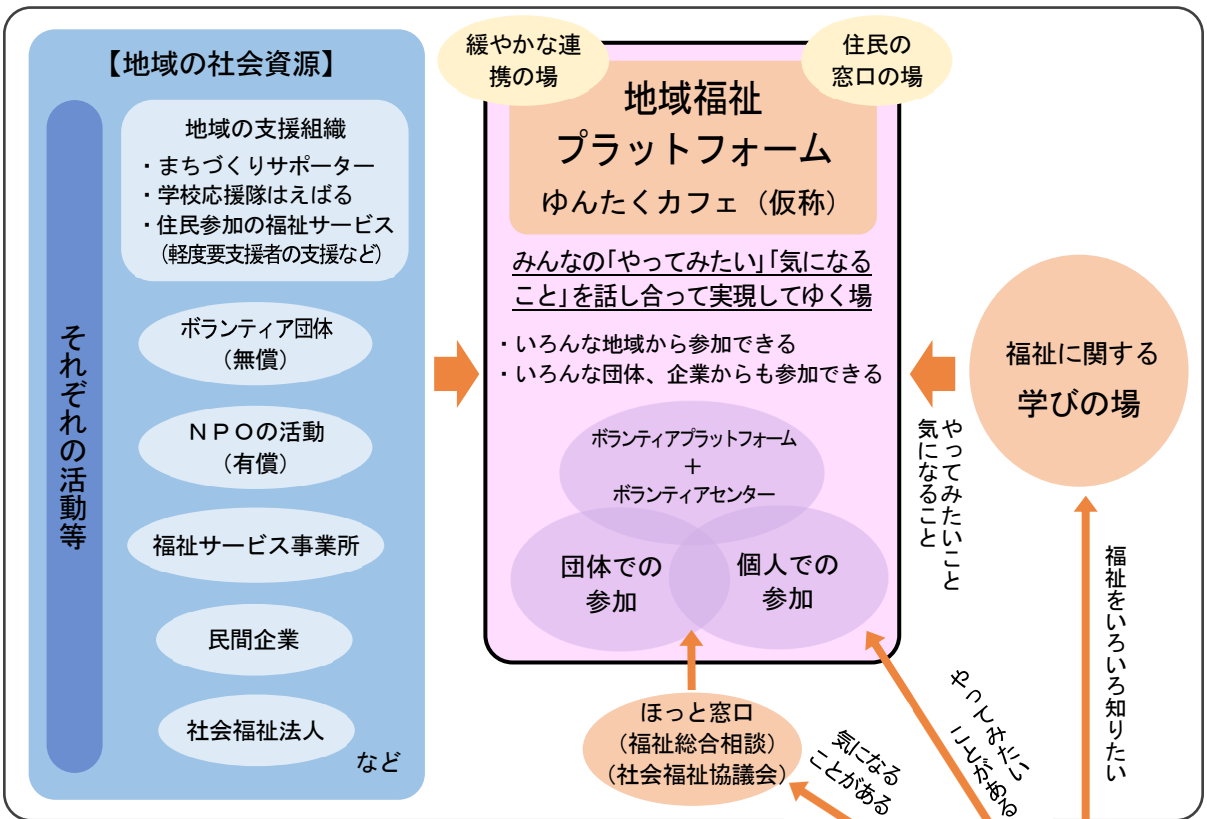 【地域の社会資源】
それぞれの活動等
地域の支援組織
・まちづくりサポーター
・学校応援隊はえばる
・住民参加の福祉サービス
(軽度要支援者の支援など)
ボランティア団体
(無償)
ＮＰＯの活動
(有償)
福祉サービス事業所
民間企業
社会福祉法人
など
緩やかな連
携の場
住民の
窓口の場
地域福祉
プラットフォーム
ゆんたくカフェ（仮称）
みんなの「やってみたい」「気になる
こと」を話し合って実現してゆく場
・いろんな地域から参加できる
・いろんな団体、企業からも参加できる
ボランティアプラットフォーム
＋
ボランティアセンター
団体での
参加
個人での
参加
ほっと窓口
(福祉総合相談)
(社会福祉協議会)
気になる
ことがある
やってみたい
ことがある
やってみたいこと
気になること
福祉に関する
学びの場
福祉をいろいろ知りたい